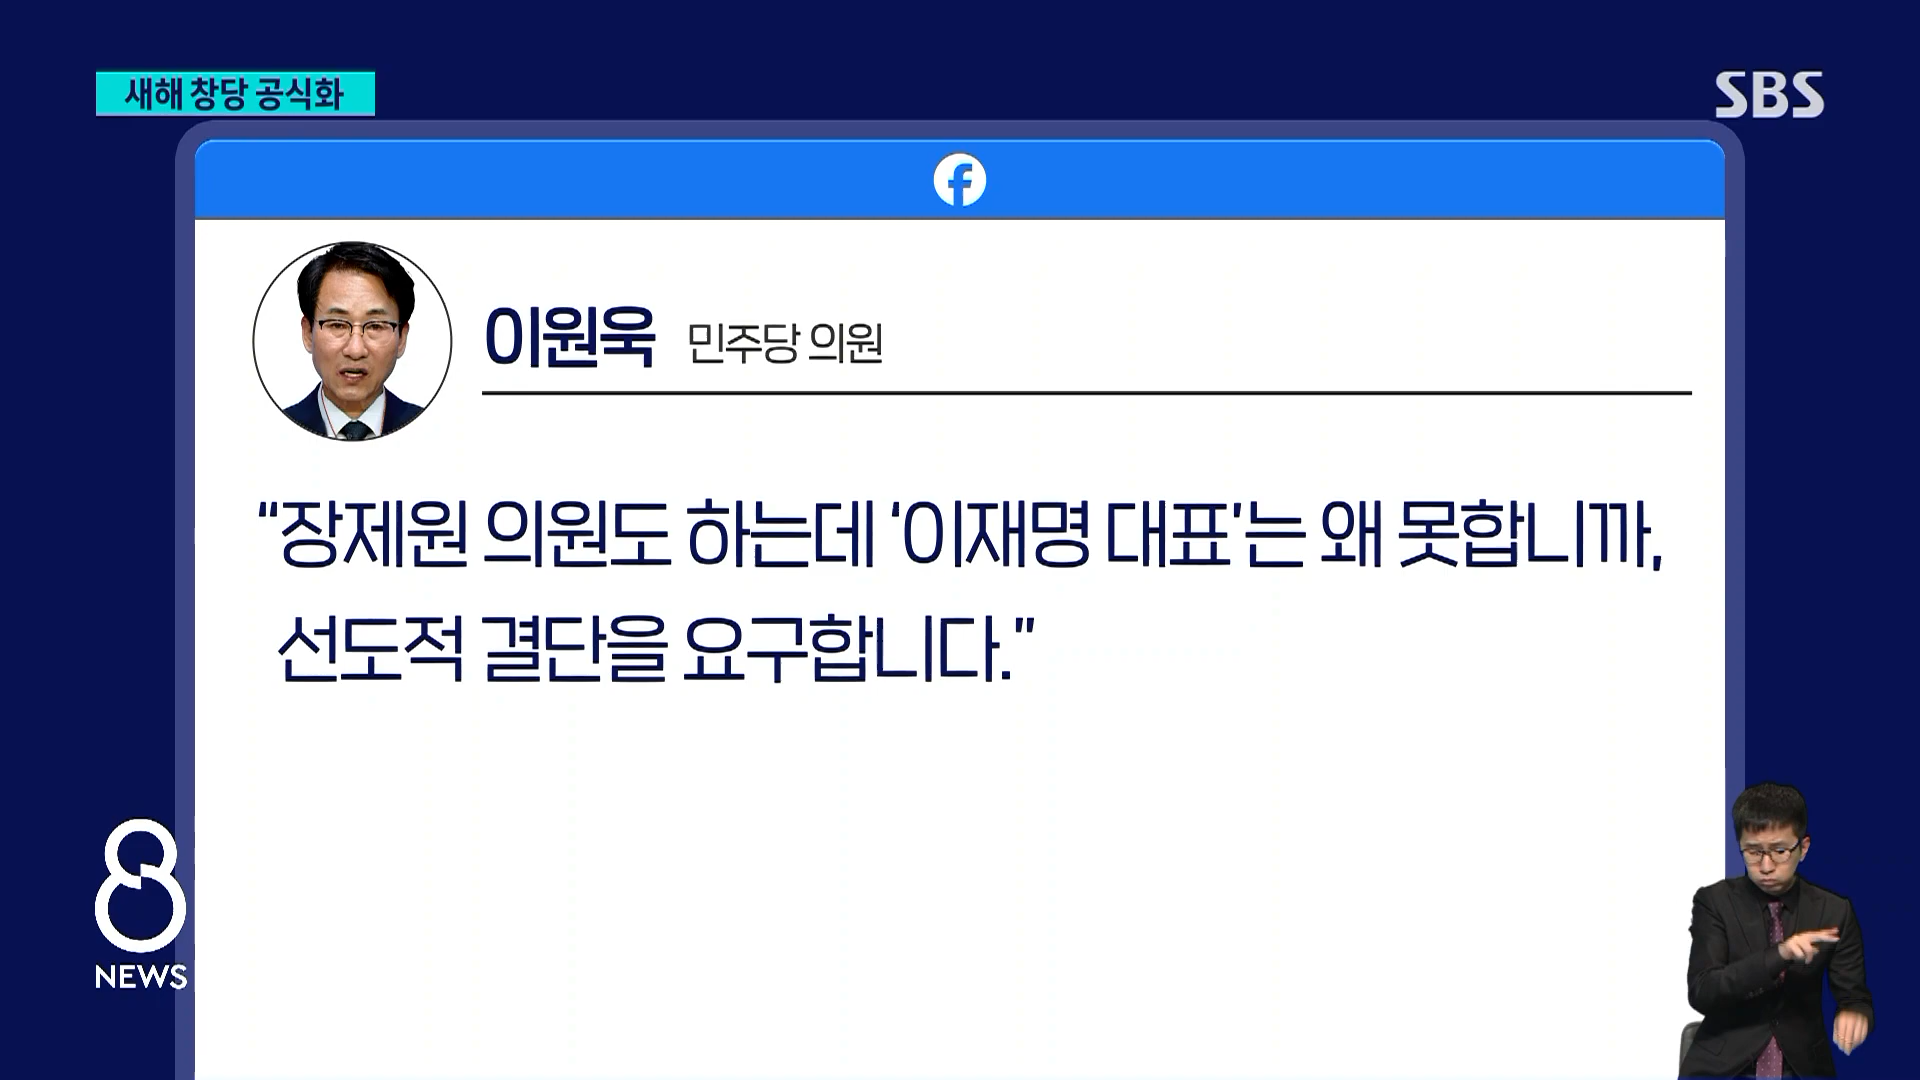 새해 창당 공식화
SBS
이원욱 민주당 의원
“장제원 의원도 하는데 ‘이재명 대표’는 왜 못합니까,
선도적 결단을 요구합니다.”
8
NEWS